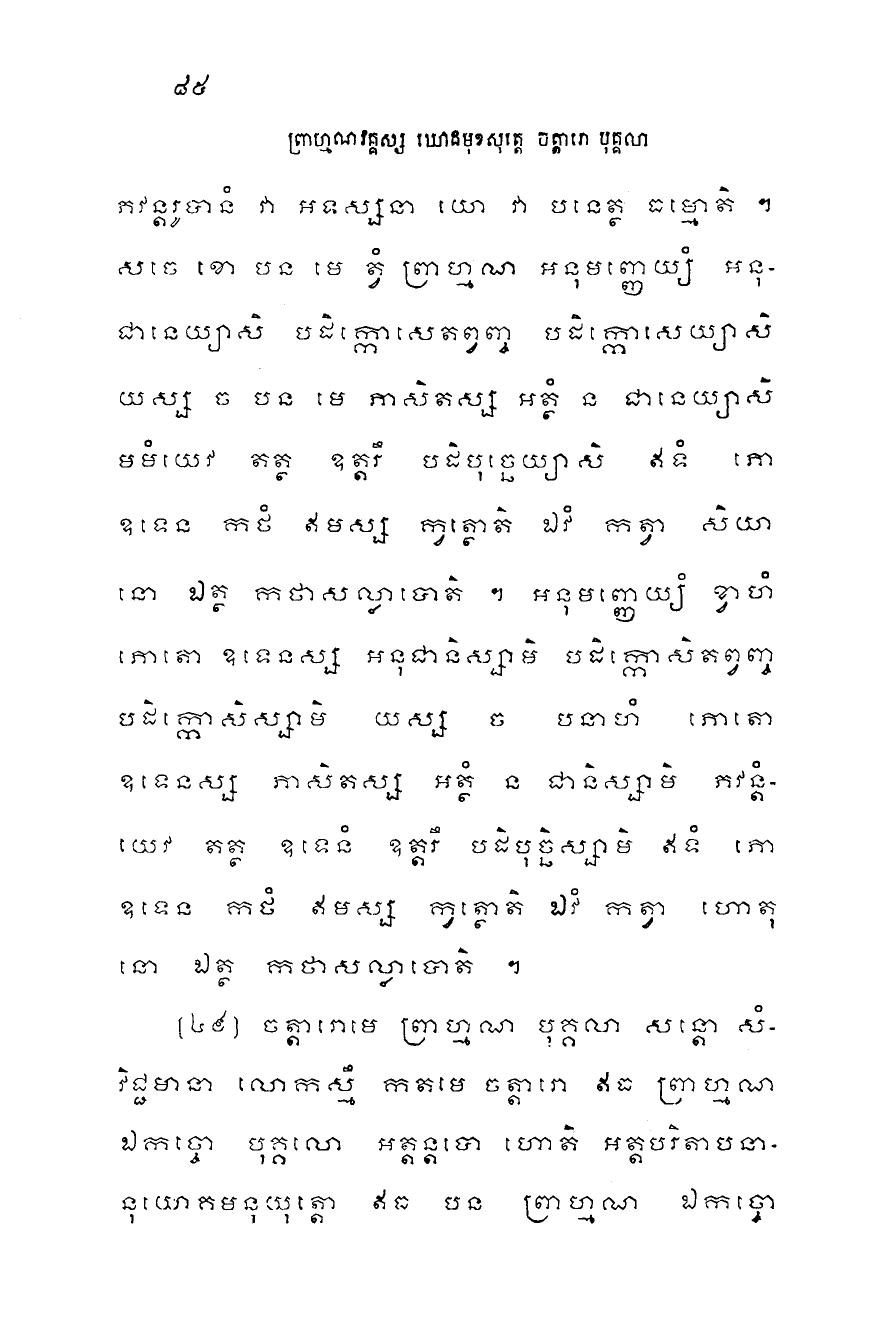 ៨៥
ព្រាហ្មណវគ្គស្ស ឃោដមុខសុត្តេ ចត្តារោ បុគ្គលា
ភវន្តរូបានំ វា អទស្សនា យោ វា បនេត្ថ ធម្មោតិ ។
សចេ ខោ បន មេ ត្វំ ព្រាហ្មណ អនុមញ្ញេយ្យំ អនុ-
ជានេយ្យាសិ បដិក្កោសេតព្វញ្ច បដិក្កោសេយ្យាសិ
យស្ស ច បន មេ ភាសិតស្ស អត្ថំ ន ជានេយ្យាសិ
មមំយេវ តត្ថ ឧត្តរឹ បដិបុច្ឆេយ្យាសិ ឥទំ ភោ
ឧទេន កថំ ឥមស្ស ក្វត្ថោតិ ឯវំ កត្វា សិយា
នោ ឯត្ថ កថាសល្លាបោតិ ។ អនុមញ្ញេយ្យំ ខ្វាហំ
ភោតោ ឧទេនស្ស អនុជានិស្សាមិ បដិក្កោសិតព្វញ្ច
បដិក្កោសិស្សាមិ យស្ស ច បនាហំ ភោតោ
ឧទេនស្ស ភាសិតស្ស អត្ថំ ន ជានិស្សាមិ ភវន្តំ-
យេវ តត្ថ ឧទេនំ ឧត្តរឹ បដិបុច្ឆិស្សាមិ ឥទំ ភោ
ឧទេន កថំ ឥមស្ស ក្វត្ថោតិ ឯវំ កត្វា ហោតុ
នោ ឯត្ថ កថាសល្លាបោតិ ។
(៤៩) ចត្តារោមេ ព្រាហ្មណ បុគ្គលា សន្តោ សំ-
វិជ្ជមានា លោកស្មឹ កតមេ ចត្តារោ ឥធ ព្រាហ្មណ
ឯកច្ចោ បុគ្គលោ អត្តន្តបោ ហោតិ អត្តបរិតាបនា-
នុយោគមនុយុត្តោ ឥធ បន ព្រាហ្មណ ឯកច្ចោ